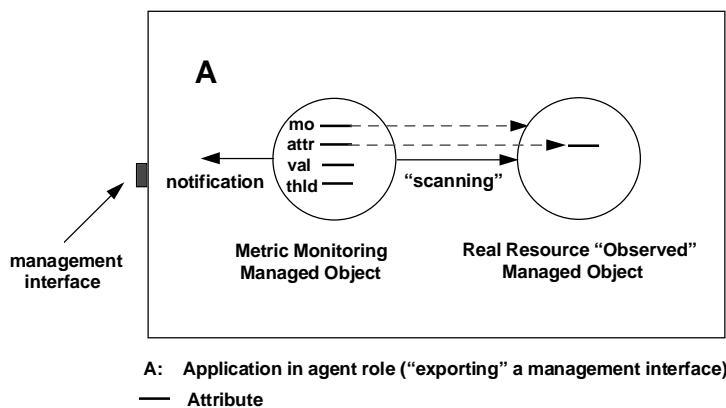 A
mo
attr
val
thld
notification
“scanning”
management
interface
Metric Monitoring
Managed Object
Real Resource “Observed”
Managed Object
A: Application in agent role (“exporting” a management interface)
Attribute